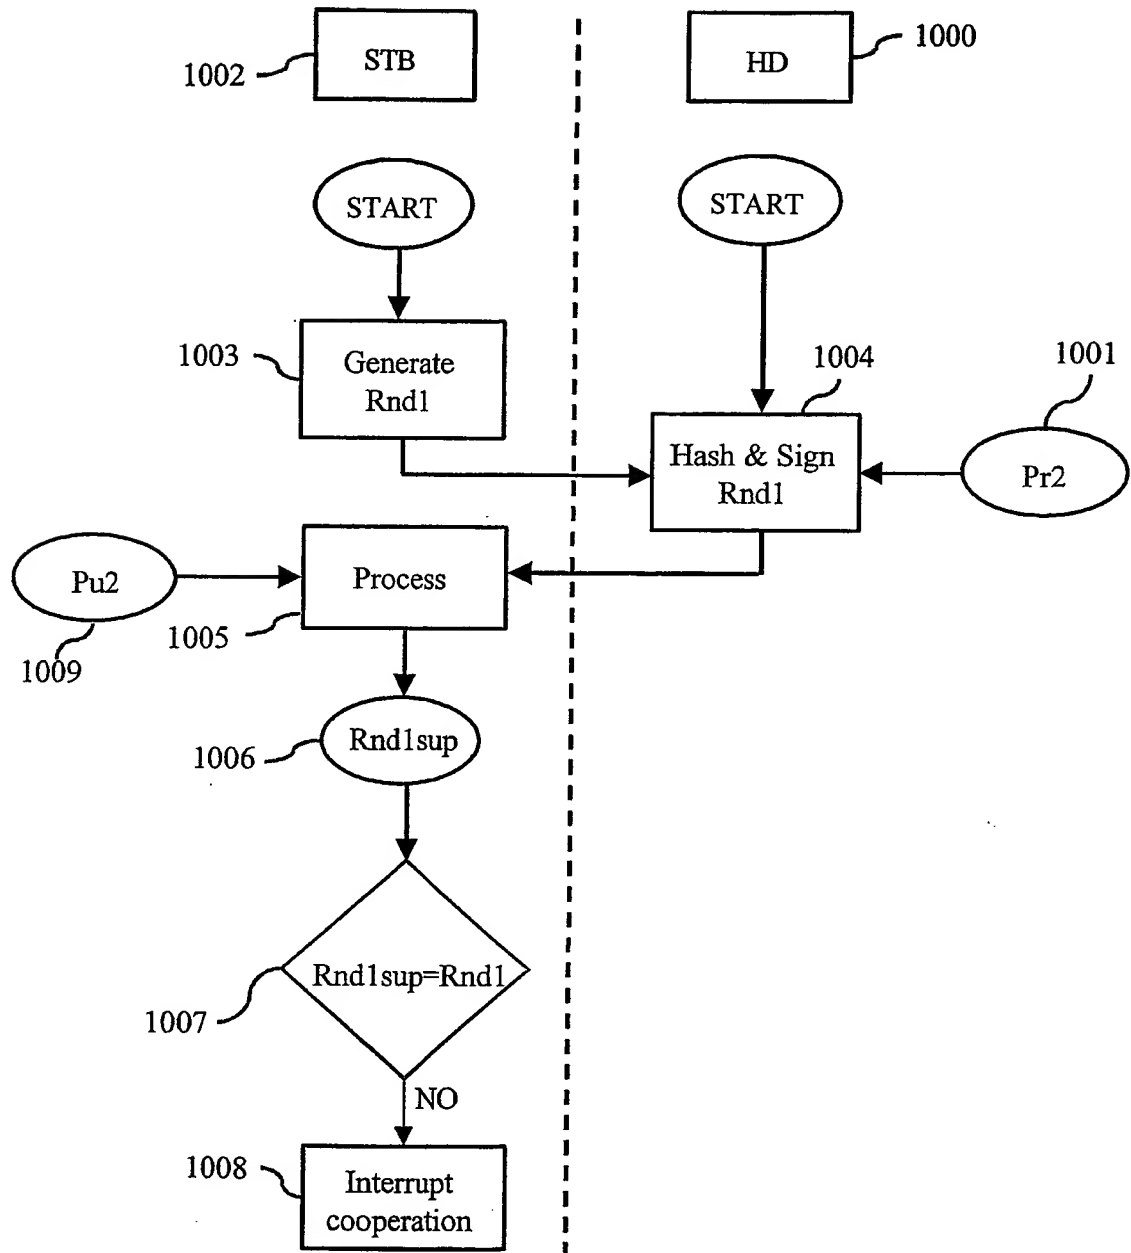 1002
STB
HD
1000
START
START
1003
Generate
Rnd1
1004
1001
Hash & Sign
Rnd1
Pr2
Pu2
Process
1005
1009
1006
Rnd1sup
Rnd1sup=Rnd1
1007
NO
1008
Interrupt
cooperation